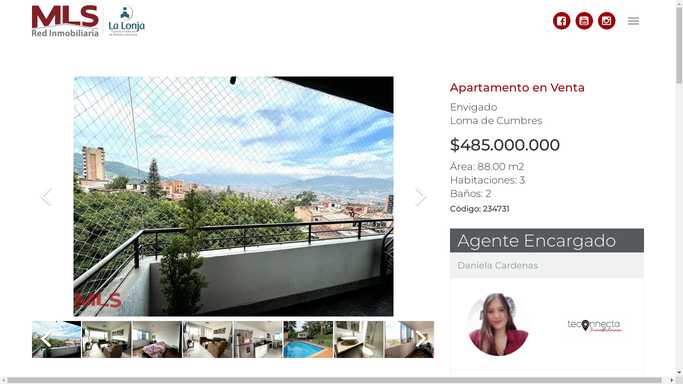 MLS
Red Inmobiliaria
La Lonja
Apartamento en Venta
Envigado
Loma de Cumbres
$485.000.000
Área: 88.00 m2
Habitaciones: 3
Baños: 2
Código: 234731
MLS
Agente Encargado
Daniela Cardenas
teconnecta